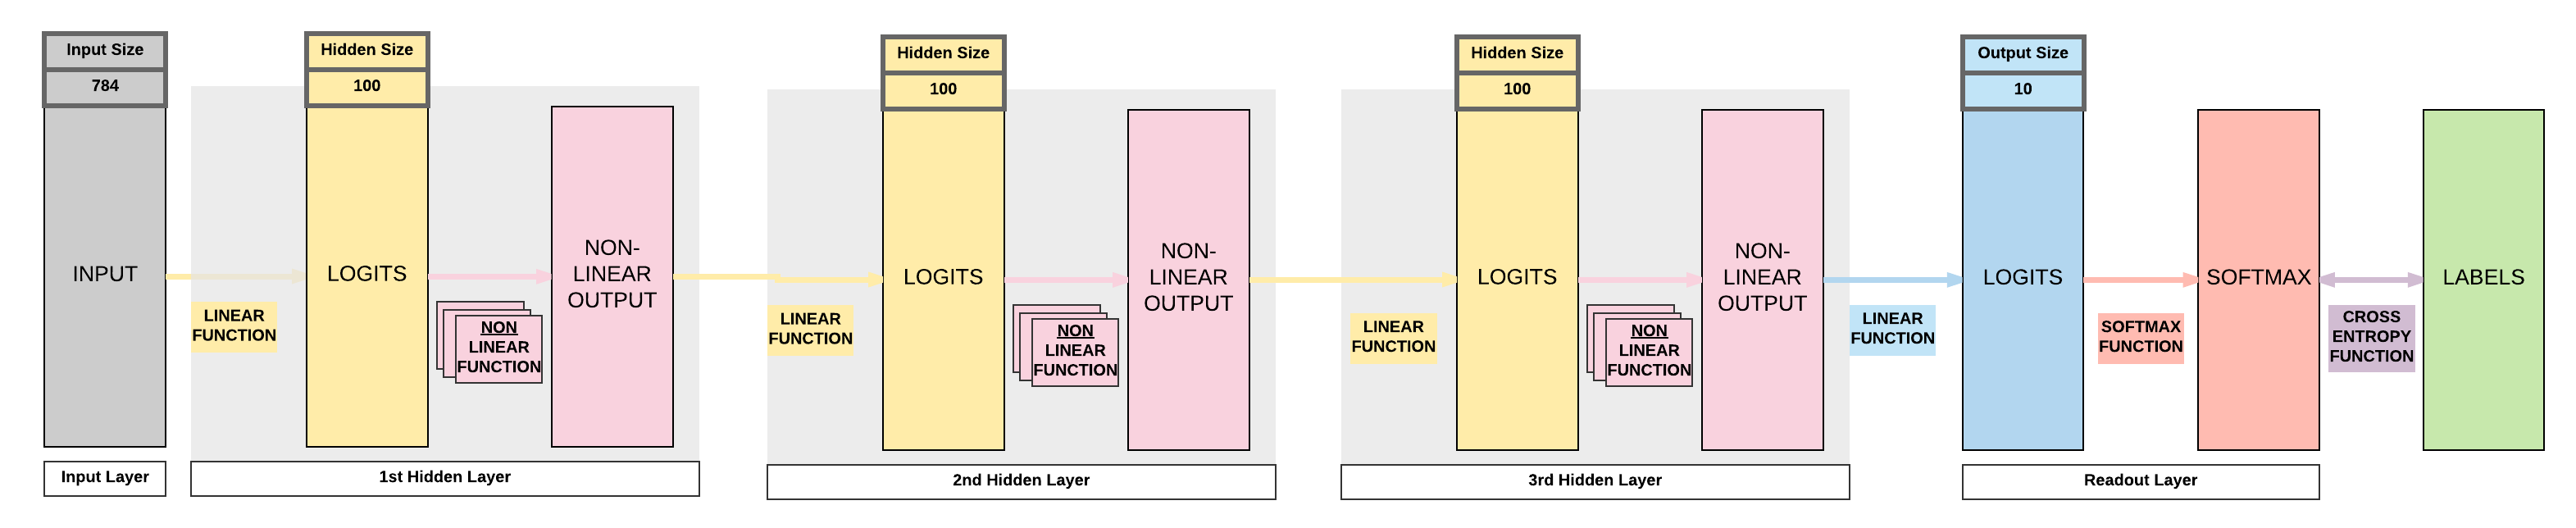 Input Size
784
INPUT
Input Layer
LINEAR
FUNCTION
Hidden Size
100
LOGITS
NON
LINEAR
FUNCTION
NON-
LINEAR
OUTPUT
1st Hidden Layer
LINEAR
FUNCTION
Hidden Size
100
LOGITS
NON
LINEAR
FUNCTION
NON-
LINEAR
OUTPUT
2nd Hidden Layer
LINEAR
FUNCTION
Hidden Size
100
LOGITS
NON
LINEAR
FUNCTION
NON-
LINEAR
OUTPUT
3rd Hidden Layer
LINEAR
FUNCTION
Output Size
10
LOGITS
SOFTMAX
FUNCTION
SOFTMAX
Readout Layer
CROSS
ENTROPY
FUNCTION
LABELS